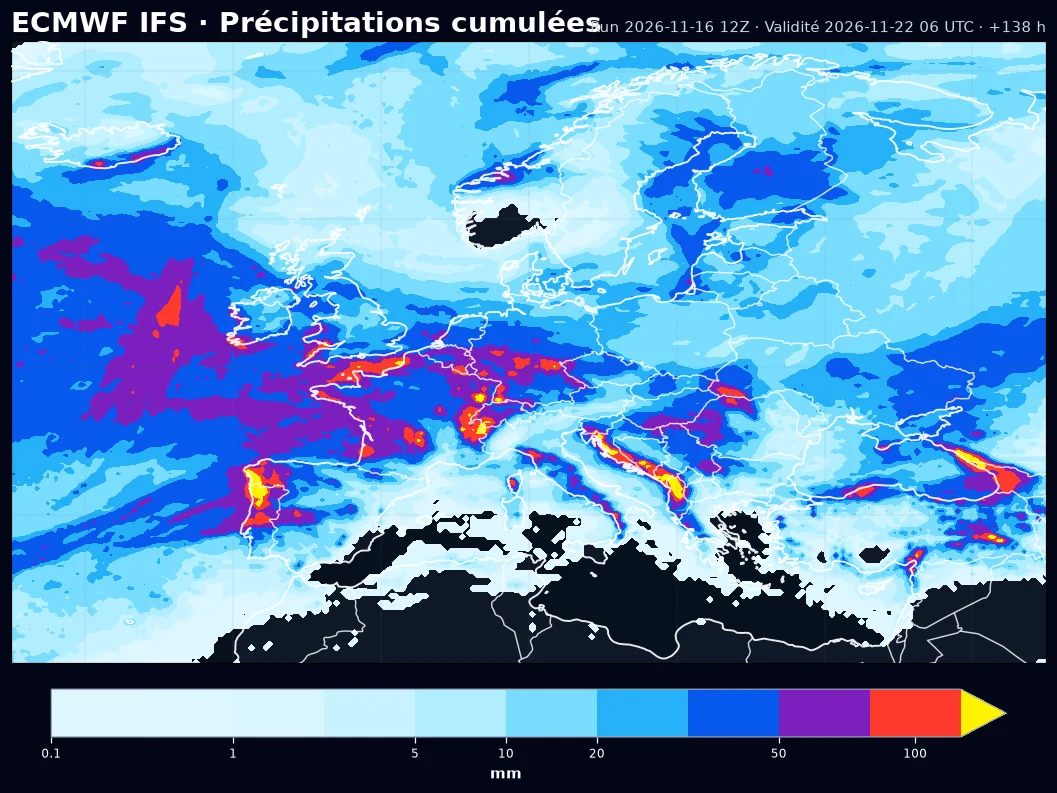 ECMWF IFS · Précipitations cumulées
Run 2026-11-16 12Z · Validité 2026-11-22 06 UTC · +138 h
0.1 1 5 10 20 50 100
mm